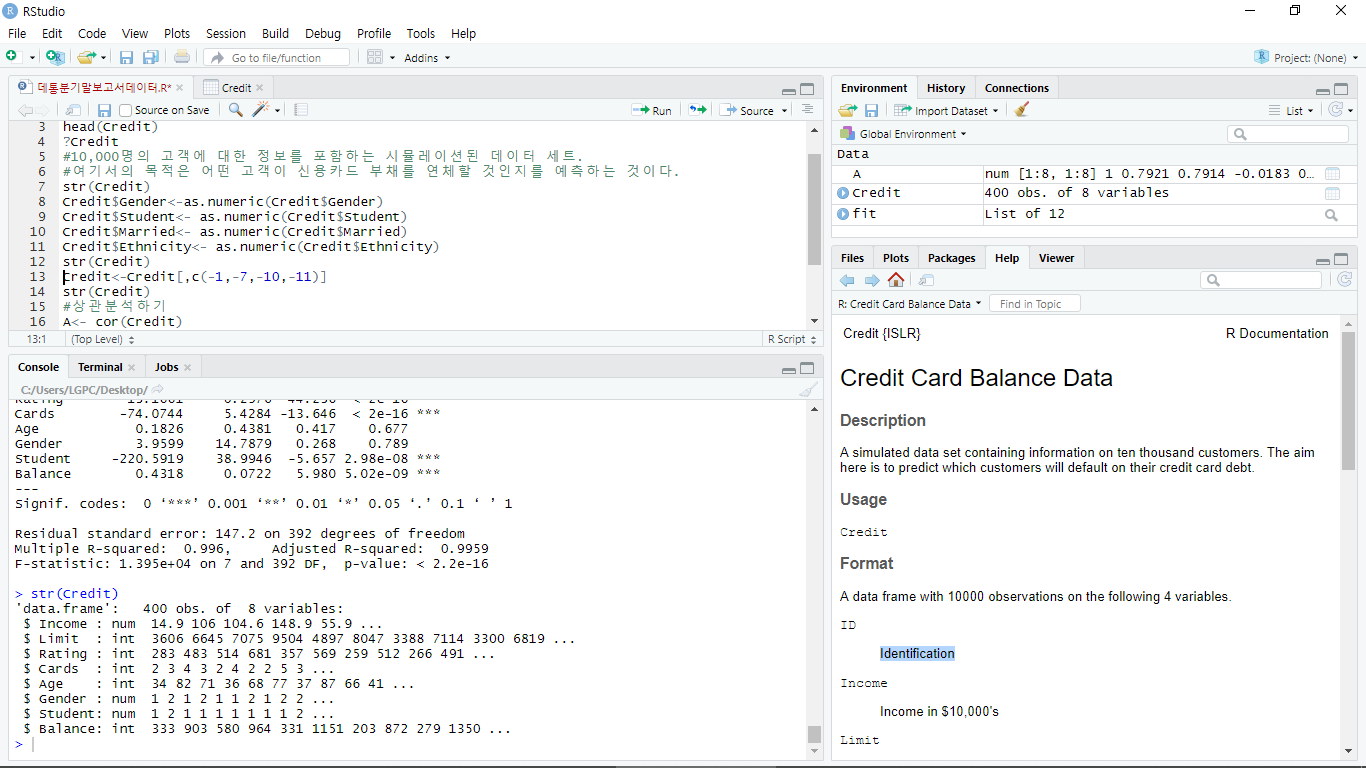 RStudio
File Edit Code View Plots Session Build Debug Profile Tools Help
Go to file/function Addins Project: (None)
데통분기말보고서데이터.R* Credit
Source on Save Run Source
3 head(Credit)
4 ?Credit
5 #10,000명의 고객에 대한 정보를 포함하는 시뮬레이션된 데이터 세트.
6 #여기서의 목적은 어떤 고객이 신용카드 부채를 연체할 것인지를 예측하는 것이다.
7 str(Credit)
8 Credit$Gender<-as.numeric(Credit$Gender)
9 Credit$Student<- as.numeric(Credit$Student)
10 Credit$Married<- as.numeric(Credit$Married)
11 Credit$Ethnicity<- as.numeric(Credit$Ethnicity)
12 str(Credit)
13 Credit<-Credit[,c(-1,-7,-10,-11)]
14 str(Credit)
15 #상관분석하기
16 A<- cor(Credit)
13:1 (Top Level) R Script
Console Terminal Jobs
C:/Users/LGPC/Desktop/
Cards -74.0744 5.4284 -13.646 < 2e-16 ***
Age 0.1826 0.4381 0.417 0.677
Gender 3.9599 14.7879 0.268 0.789
Student -220.5919 38.9946 -5.657 2.98e-08 ***
Balance 0.4318 0.0722 5.980 5.02e-09 ***
---
Signif. codes: 0 ‘***’ 0.001 ‘**’ 0.01 ‘*’ 0.05 ‘.’ 0.1 ‘ ’ 1
Residual standard error: 147.2 on 392 degrees of freedom
Multiple R-squared: 0.996, Adjusted R-squared: 0.9959
F-statistic: 1.395e+04 on 7 and 392 DF, p-value: < 2.2e-16
> str(Credit)
'data.frame': 400 obs. of 8 variables:
$ Income : num 14.9 106 104.6 148.9 55.9 ...
$ Limit : int 3606 6645 7075 9504 4897 8047 3388 7114 3300 6819 ...
$ Rating : int 283 483 514 681 357 569 259 512 266 491 ...
$ Cards : int 2 3 4 3 2 4 2 2 5 3 ...
$ Age : int 34 82 71 36 68 77 37 87 66 41 ...
$ Gender : num 1 2 1 2 1 1 2 1 2 2 ...
$ Student: num 1 2 1 1 1 1 1 1 1 2 ...
$ Balance: int 333 903 580 964 331 1151 203 872 279 1350 ...
>
Environment History Connections
Import Dataset List
Global Environment
Data
A num [1:8, 1:8] 1 0.7921 0.7914 -0.0183 0...
Credit 400 obs. of 8 variables
fit List of 12
Files Plots Packages Help Viewer
R: Credit Card Balance Data Find in Topic
Credit {ISLR} R Documentation
Credit Card Balance Data
Description
A simulated data set containing information on ten thousand customers. The aim
here is to predict which customers will default on their credit card debt.
Usage
Credit
Format
A data frame with 10000 observations on the following 4 variables.
ID
Identification
Income
Income in $10,000's
Limit